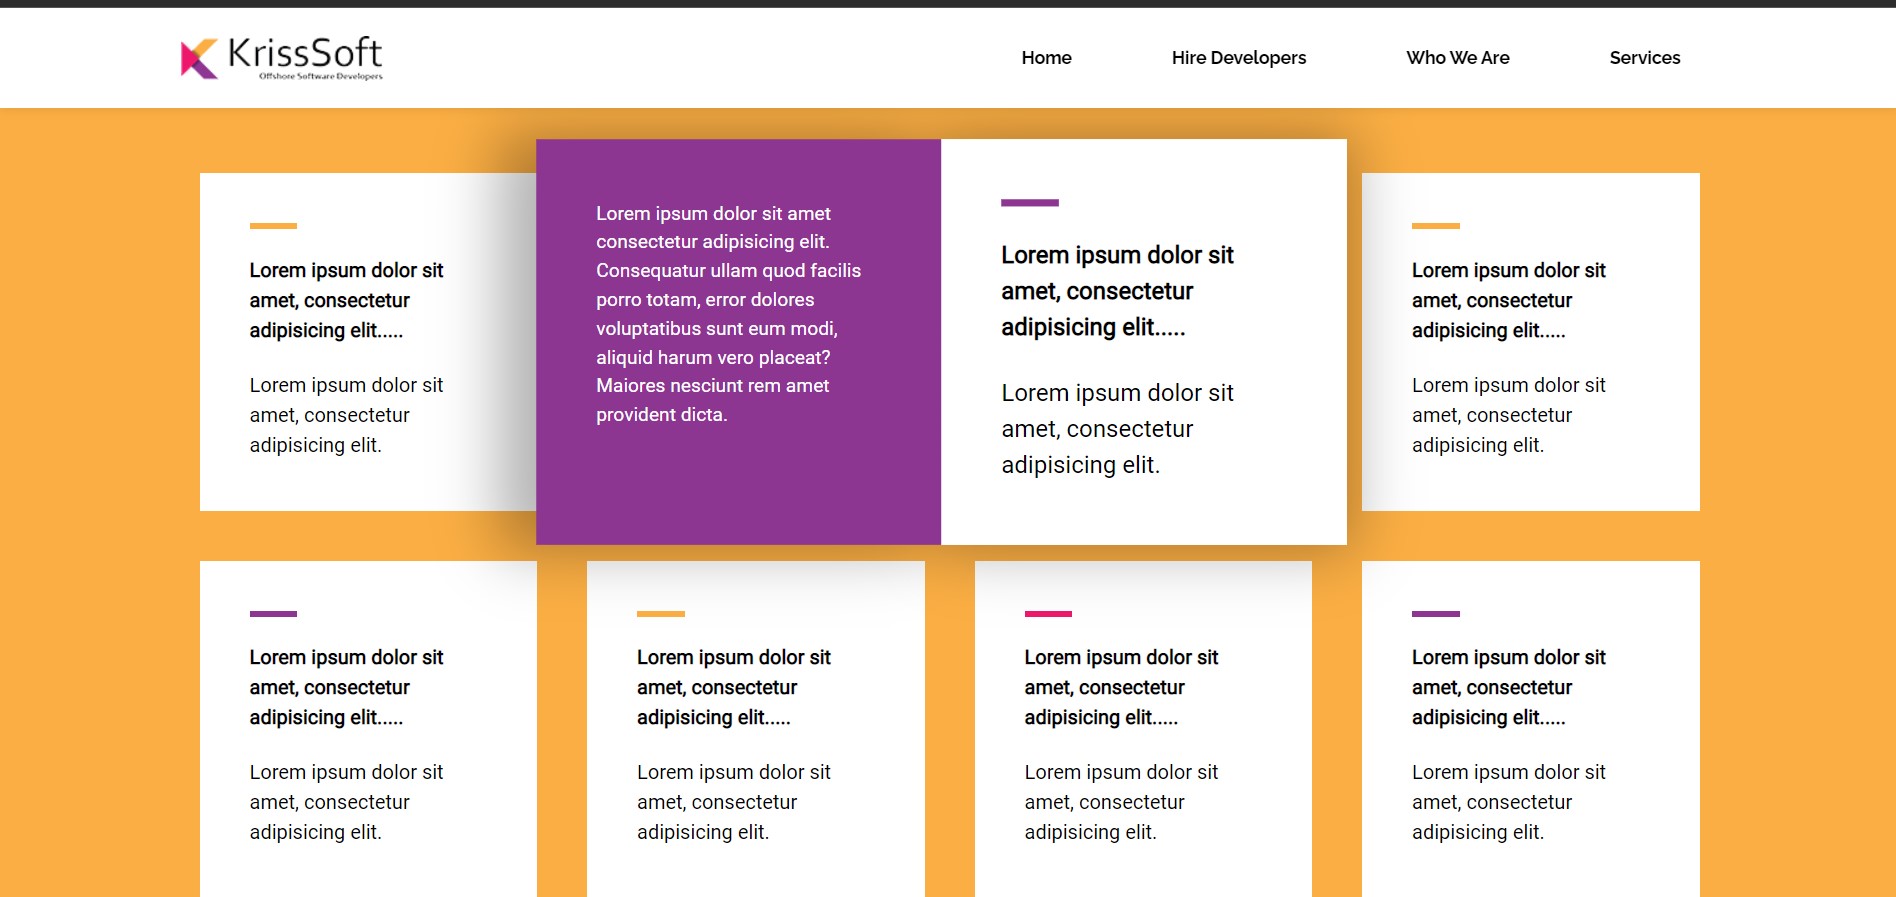 KrissSoft
Offshore Software Developers
Home
Hire Developers
Who We Are
Services
Lorem ipsum dolor sit
amet, consectetur
adipisicing elit.....
Lorem ipsum dolor sit
amet, consectetur
adipisicing elit.
Lorem ipsum dolor sit amet
consectetur adipisicing elit.
Consequatur ullam quod facilis
porro totam, error dolores
voluptatibus sunt eum modi,
aliquid harum vero placeat?
Maiores nesciunt rem amet
provident dicta.
Lorem ipsum dolor sit
amet, consectetur
adipisicing elit.....
Lorem ipsum dolor sit
amet, consectetur
adipisicing elit.
Lorem ipsum dolor sit
amet, consectetur
adipisicing elit.....
Lorem ipsum dolor sit
amet, consectetur
adipisicing elit.
Lorem ipsum dolor sit
amet, consectetur
adipisicing elit.....
Lorem ipsum dolor sit
amet, consectetur
adipisicing elit.
Lorem ipsum dolor sit
amet, consectetur
adipisicing elit.....
Lorem ipsum dolor sit
amet, consectetur
adipisicing elit.
Lorem ipsum dolor sit
amet, consectetur
adipisicing elit.....
Lorem ipsum dolor sit
amet, consectetur
adipisicing elit.
Lorem ipsum dolor sit
amet, consectetur
adipisicing elit.....
Lorem ipsum dolor sit
amet, consectetur
adipisicing elit.